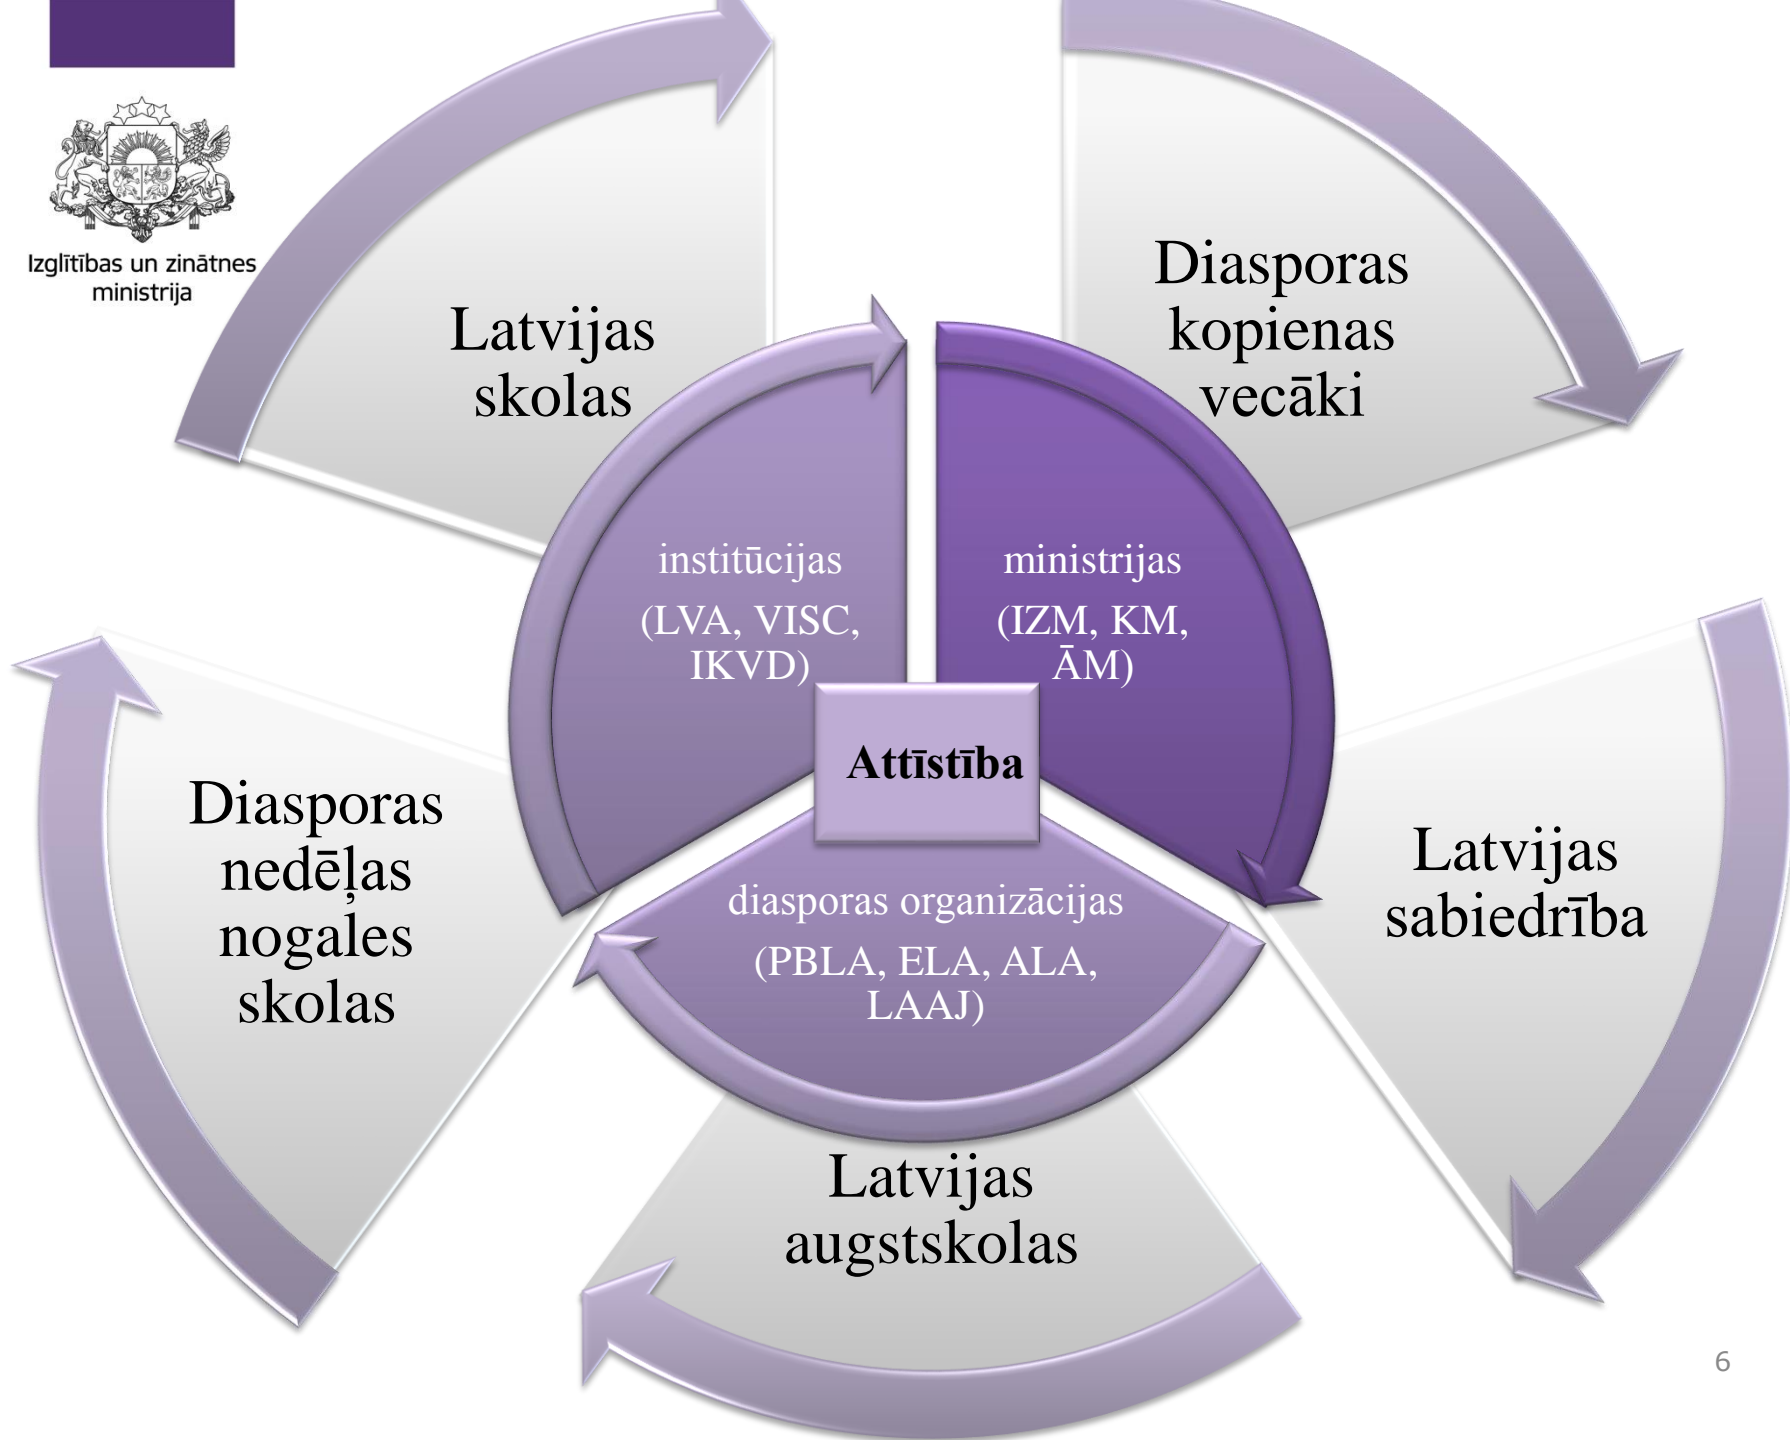 Izglītības un zinātnes
ministrija
Latvijas
skolas
Diasporas
kopienas
vecāki
institūcijas
(LVA, VISC,
IKVD)
ministrijas
(IZM, KM,
ĀM)
Attīstība
Diasporas
nedēļas
nogales
skolas
Latvijas
sabiedrība
diasporas organizācijas
(PBLA, ELA, ALA,
LAAJ)
Latvijas
augstskolas
6